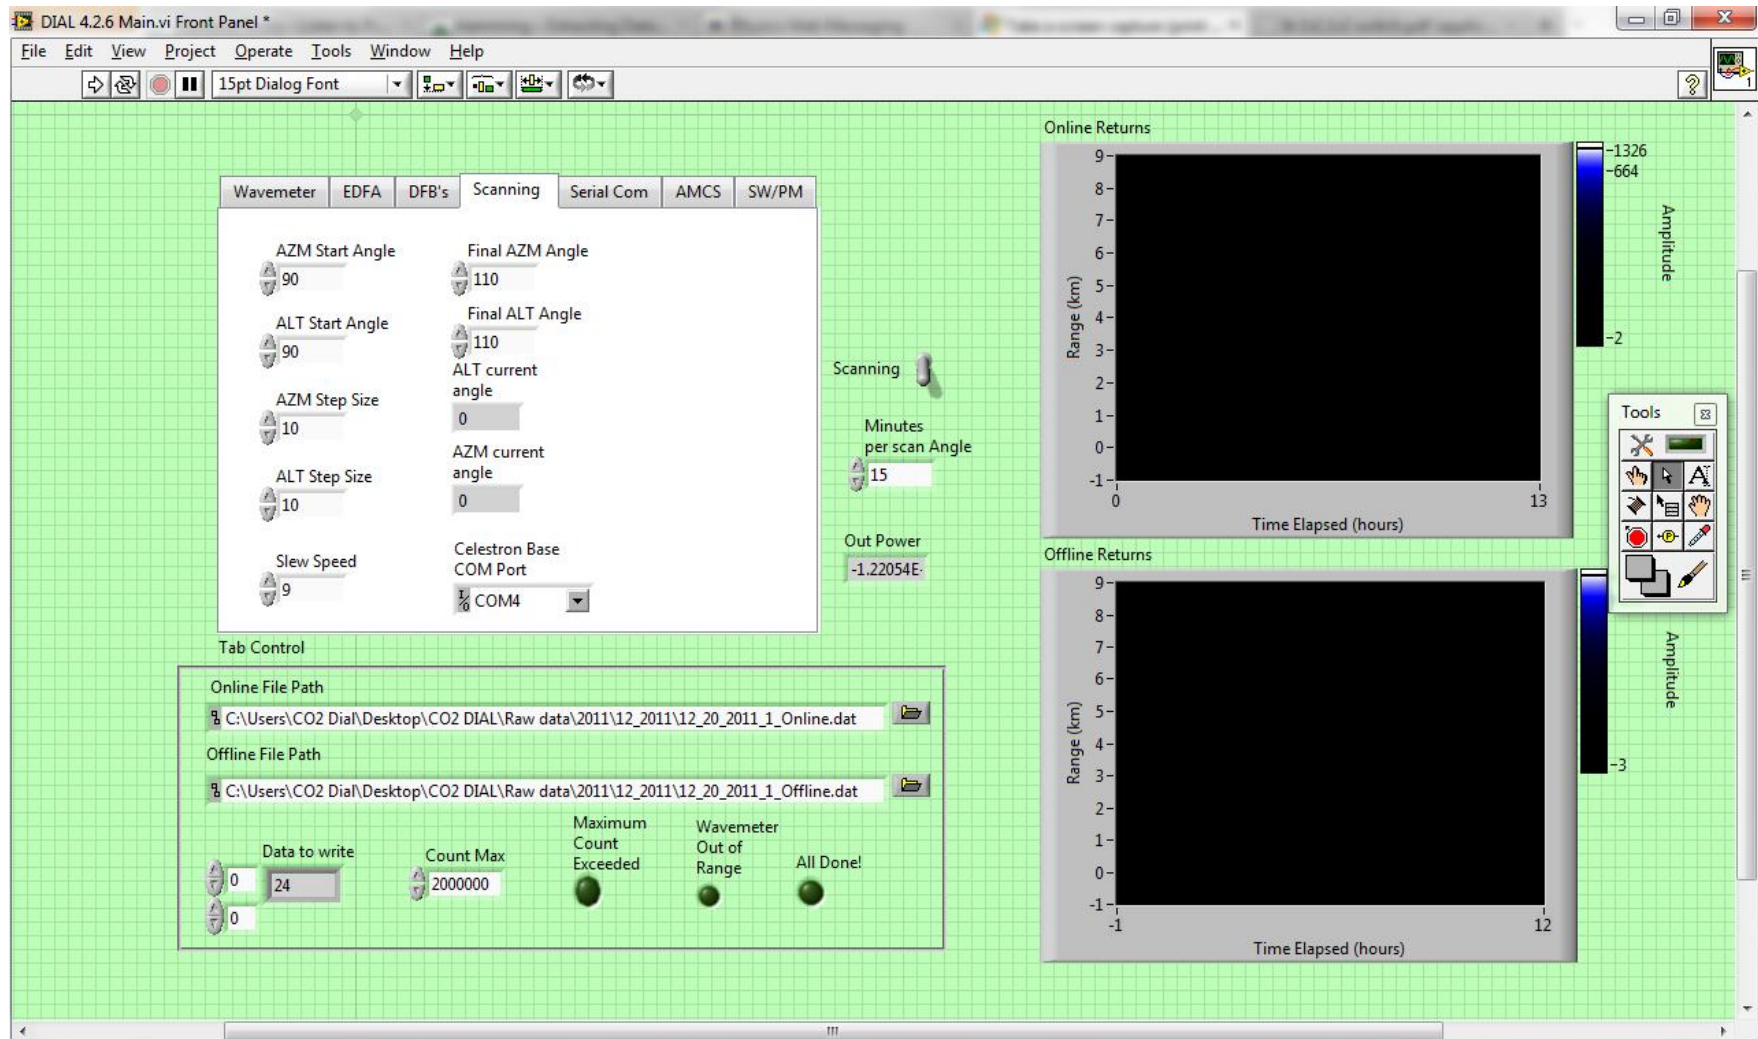 DIAL 4.2.6 Main.vi Front Panel *
File Edit View Project Operate Tools Window Help
15pt Dialog Font
1
Wavemeter EDFA DFB's Scanning Serial Com AMCS SW/PM
AZM Start Angle
90
Final AZM Angle
110
ALT Start Angle
90
Final ALT Angle
110
ALT current
angle
0
AZM Step Size
10
AZM current
angle
0
ALT Step Size
10
Slew Speed
9
Celestron Base
COM Port
COM4
Tab Control
Scanning
Minutes
per scan Angle
15
Out Power
-1.22054E-
Online File Path
C:\Users\CO2 Dial\Desktop\CO2 DIAL\Raw data\2011\12_2011\12_20_2011_1_Online.dat
Offline File Path
C:\Users\CO2 Dial\Desktop\CO2 DIAL\Raw data\2011\12_2011\12_20_2011_1_Offline.dat
Data to write
0
24
0
Count Max
2000000
Maximum
Count
Exceeded
Wavemeter
Out of
Range
All Done!
Online Returns
9
8
7
6
5
4
3
2
1
0
-1
Range (km)
0
13
Time Elapsed (hours)
-1326
-664
-2
Amplitude
Offline Returns
9
8
7
6
5
4
3
2
1
0
-1
Range (km)
-1
12
Time Elapsed (hours)
-3
Amplitude
Tools